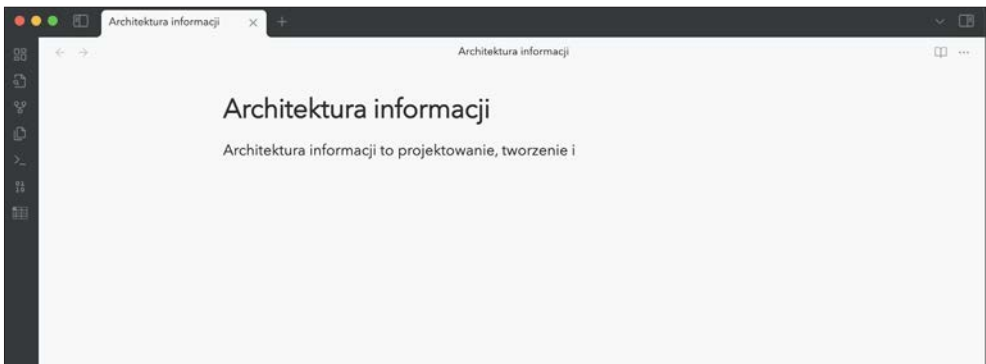 Architektura informacji
Architektura informacji
Architektura informacji
Architektura informacji to projektowanie, tworzenie i